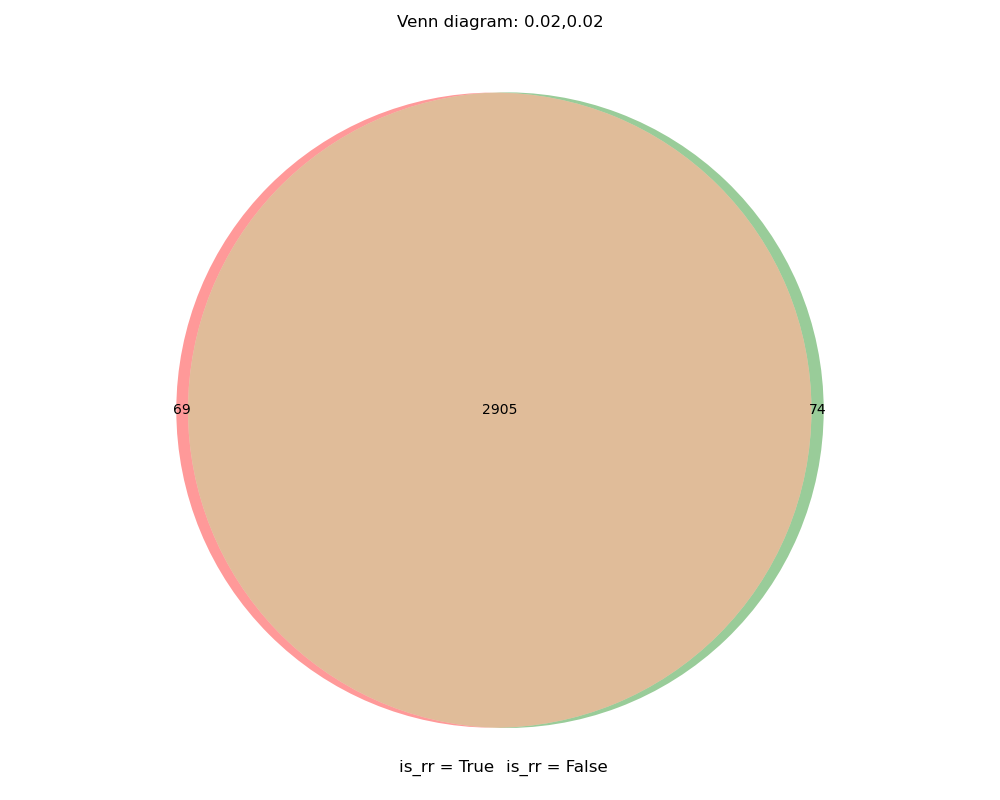 Venn diagram: 0.02,0.02
69
2905
74
is_rr = True
is_rr = False